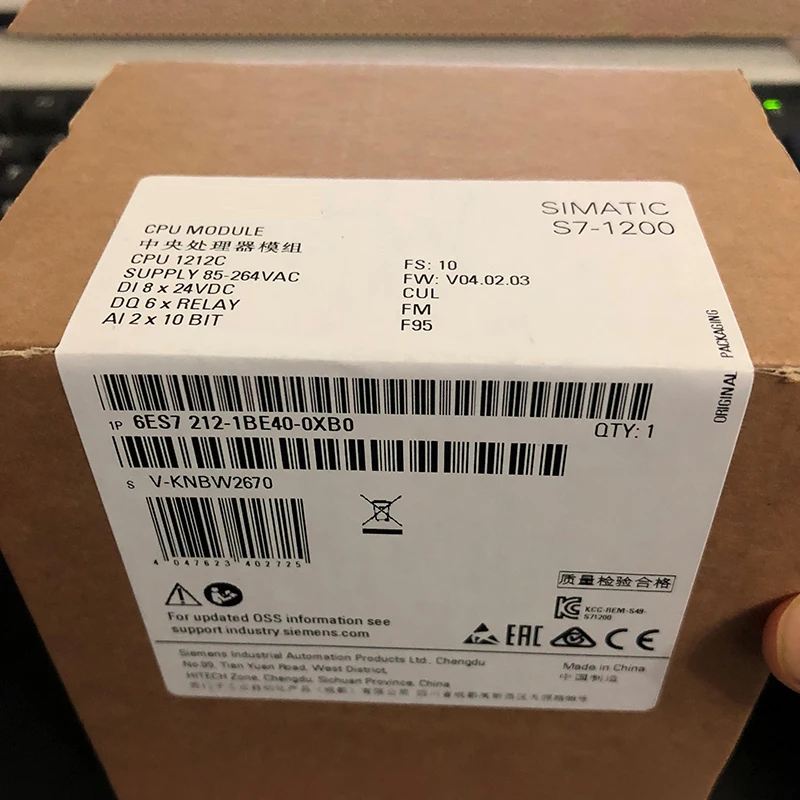 SIMATIC
S7-1200
CPU MODULE
中央处理器模组
CPU 1212C
SUPPLY 85-264VAC
DI 8 x 24VDC
DQ 6 x RELAY
AI 2 x 10 BIT
FS: 10
FW: V04.02.03
CUL
FM
F95
ORIGINAL PACKAGING
1P 6ES7 212-1BE40-0XB0
QTY: 1
S V-KNBW2670
4 047623 402725
质量检验合格
KCC-REM-S49-
S71200
For updated OSS information see
support industry siemens.com
EAC
CE
Siemens Industrial Automation Products Ltd., Chengdu
No.99, Tian Yuan Road, West District,
HITECH Zone, Chengdu, Sichuan Province, China
Made in China
中国制造